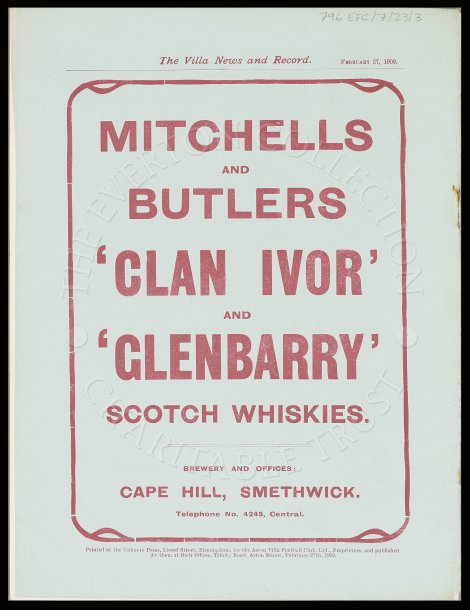 796 EFC/7/23/3
The Villa News and Record. FEBRUARY 27, 1909.
MITCHELLS
AND
BUTLERS
‘CLAN IVOR’
AND
‘GLENBARRY’
SCOTCH WHISKIES.
BREWERY AND OFFICES:
CAPE HILL, SMETHWICK.
Telephone No. 4245, Central.
Printed at the Colmore Press, Lionel Street, Birmingham, for the Aston Villa Football Club, Ltd., Proprietors, and published
for them at their Offices, Trinity Road, Aston Manor, February 27th, 1909.
THE EVERTON COLLECTION
CHARITABLE TRUST